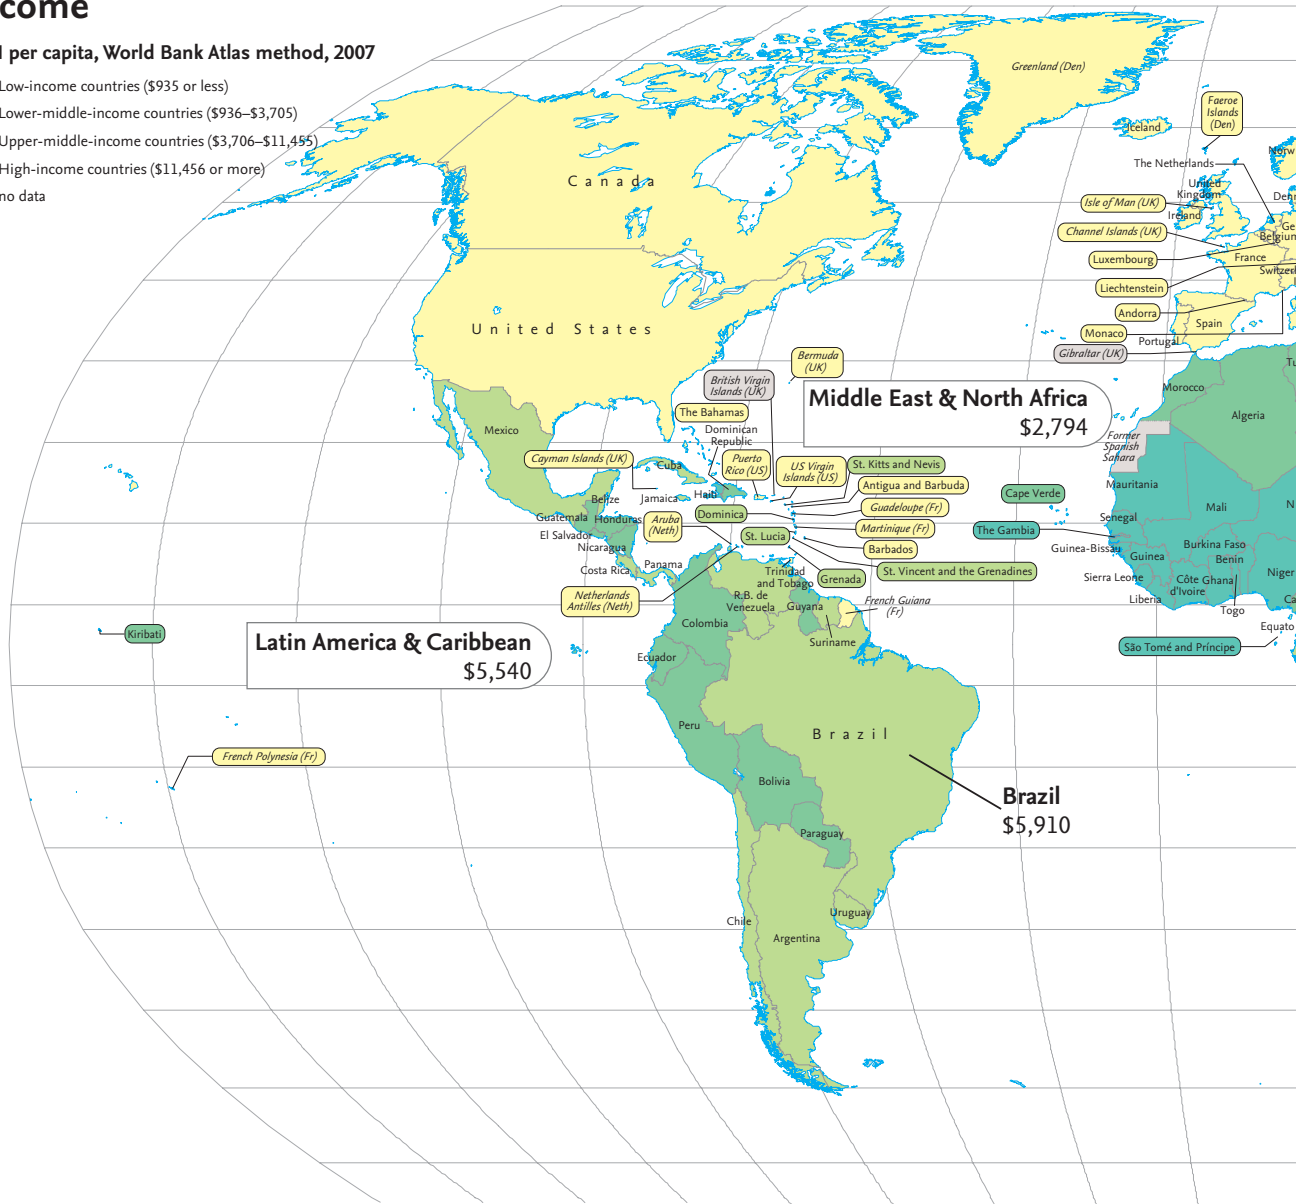 come
I per capita, World Bank Atlas method, 2007
Low-income countries ($935 or less)
Lower-middle-income countries ($936–$3,705)
Upper-middle-income countries ($3,706–$11,455)
High-income countries ($11,456 or more)
no data
Greenland (Den)
Faeroe
Islands
(Den)
Iceland
Norw
The Netherlands
United
Kingdom
Denr
Isle of Man (UK)
Ireland
Canada
Channel Islands (UK)
Ge
Belgium
Luxembourg
France
Switzerl
Liechtenstein
Andorra
Spain
Monaco
Portugal
Gibraltar (UK)
United States
Bermuda
(UK)
British Virgin
Islands (UK)
Middle East & North Africa
$2,794
Tu
Morocco
Algeria
The Bahamas
Mexico
Dominican
Republic
Former
Spanish
Sahara
Cayman Islands (UK)
Cuba
Puerto
Rico (US)
US Virgin
Islands (US)
St. Kitts and Nevis
Antigua and Barbuda
Mauritania
Cape Verde
Belize
Jamaica
Haiti
Guadeloupe (Fr)
Mali
N
Guatemala
Honduras
Aruba
(Neth)
Dominica
Senegal
Martinique (Fr)
The Gambia
El Salvador
St. Lucia
Nicaragua
Barbados
Guinea-Bissau
Burkina Faso
Guinea
Benin
Costa Rica
Panama
Trinidad
and Tobago
Grenada
St. Vincent and the Grenadines
Sierra Leone
Côte
d'Ivoire
Ghana
Niger
Netherlands
Antilles (Neth)
R.B. de
Venezuela
Guyana
French Guiana
(Fr)
Liberia
Togo
Ca
Colombia
Suriname
Equato
Kiribati
Latin America & Caribbean
$5,540
São Tomé and Príncipe
Ecuador
Peru
Brazil
French Polynesia (Fr)
Bolivia
Brazil
$5,910
Paraguay
Uruguay
Chile
Argentina